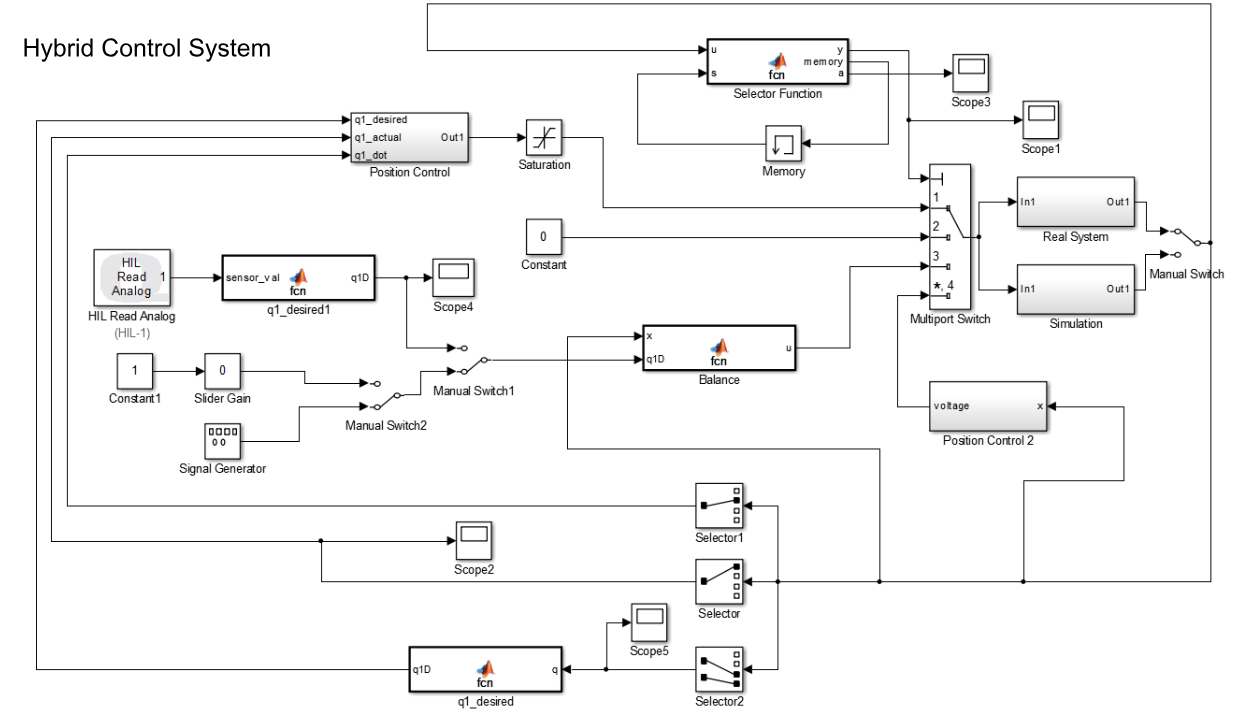 Hybrid Control System
u
s
y
memory
a
fcn
Selector Function
Scope3
Scope1
Memory
q1_desired
q1_actual
q1_dot
Out1
Position Control
Saturation
0
Constant
1
2
3
*, 4
Multiport Switch
In1
Out1
Real System
In1
Out1
Simulation
Manual Switch
HIL
Read
Analog
1
HIL Read Analog
(HIL-1)
sensor_val
q1D
fcn
q1_desired1
Scope4
1
Constant1
0
Slider Gain
Signal Generator
Manual Switch2
Manual Switch1
x
q1D
u
fcn
Balance
voltage
x
Position Control 2
Selector1
Scope2
Selector
Scope5
q1D
q
fcn
q1_desired
Selector2